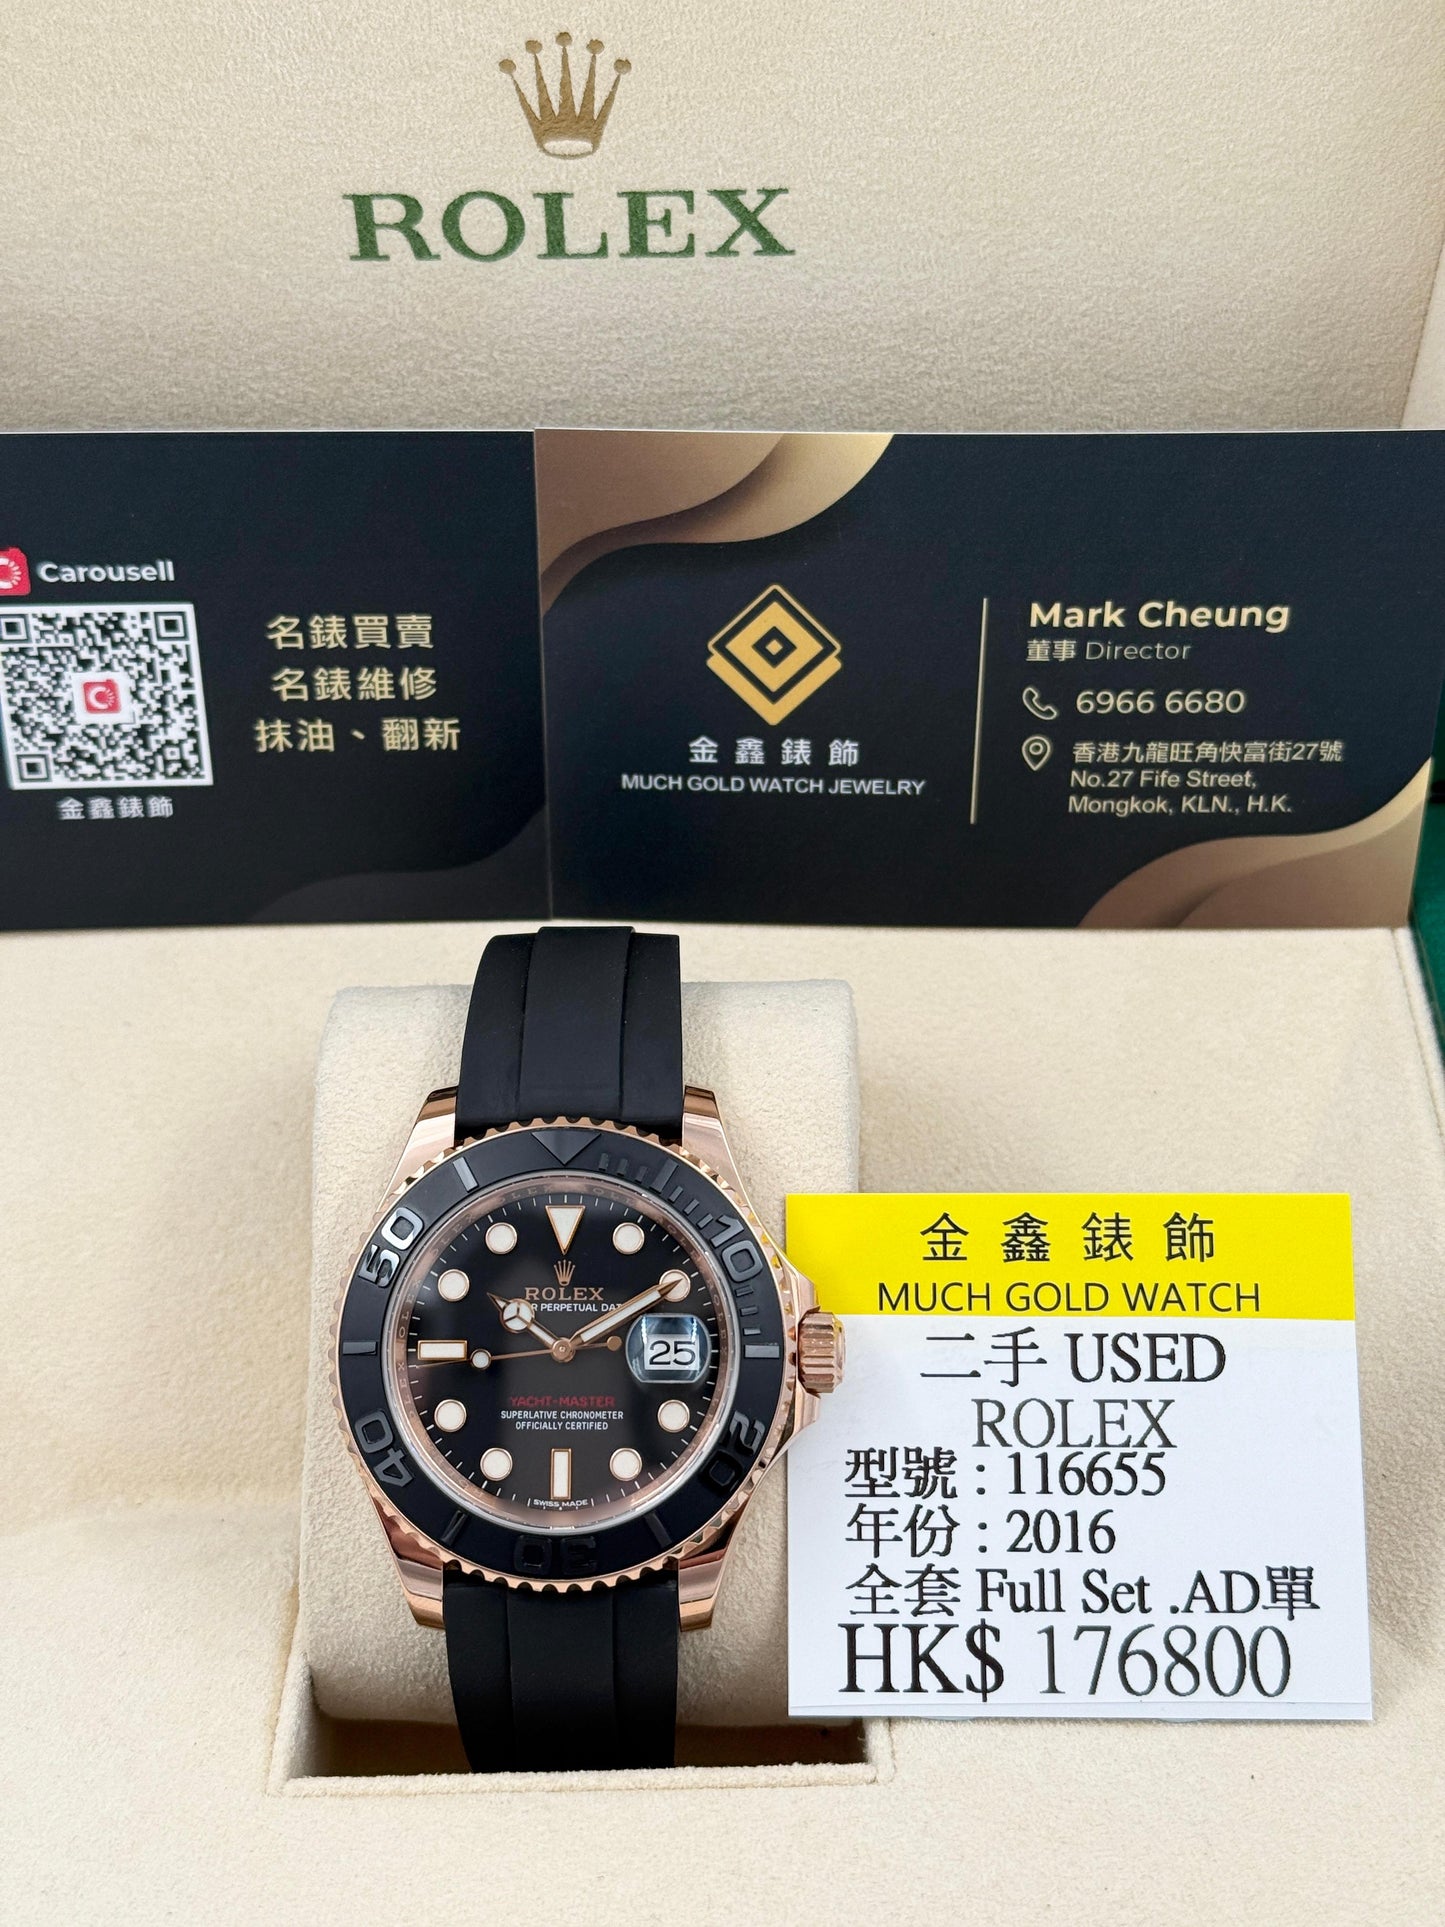 ROLEX
Carousell
名錶買賣
名錶維修
抹油、翻新
金鑫錶飾
金鑫錶飾
MUCH GOLD WATCH JEWELRY
Mark Cheung
董事 Director
6966 6680
香港九龍旺角快富街27號
No.27 Fife Street,
Mongkok, KLN., H.K.
10
20
30
40
50
ROLEX
PERPETUAL
25
YACHT-MASTER
SUPERLATIVE CHRONOMETER
OFFICIALLY CERTIFIED
SWISS MADE
金鑫錶飾
MUCH GOLD WATCH
二手 USED
ROLEX
型號 : 116655
年份 : 2016
全套 Full Set .AD單
HK$ 176800